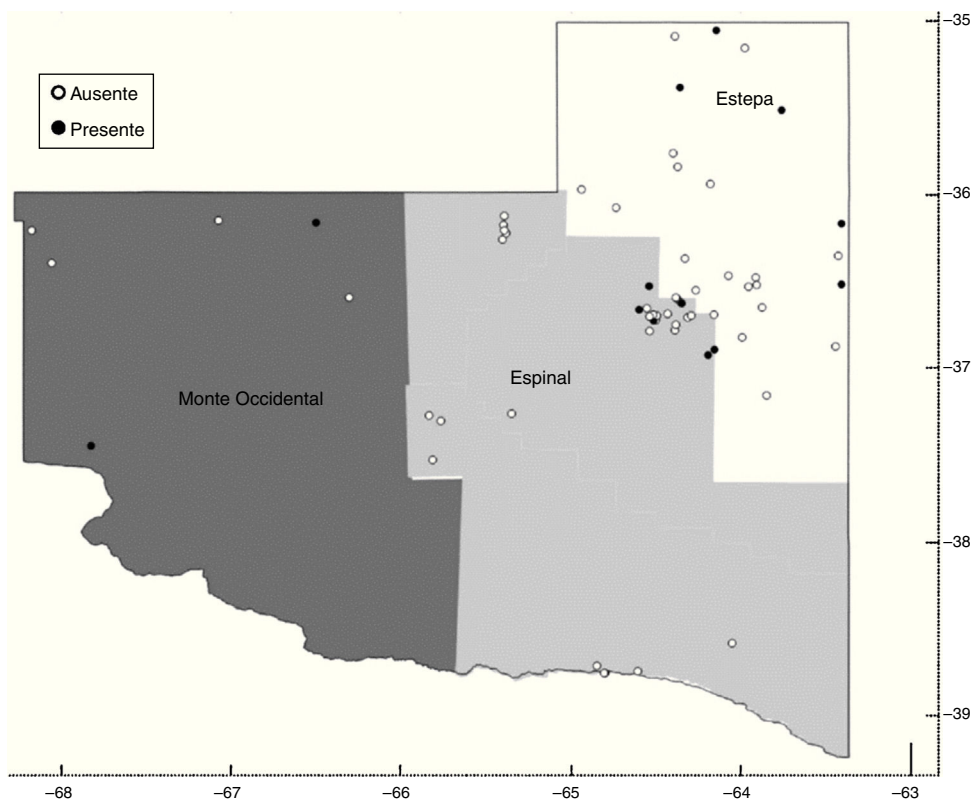 Ausente
Presente
Estepa
Espinal
Monte Occidental
–35
–36
–37
–38
–39
–68
–67
–66
–65
–64
–63